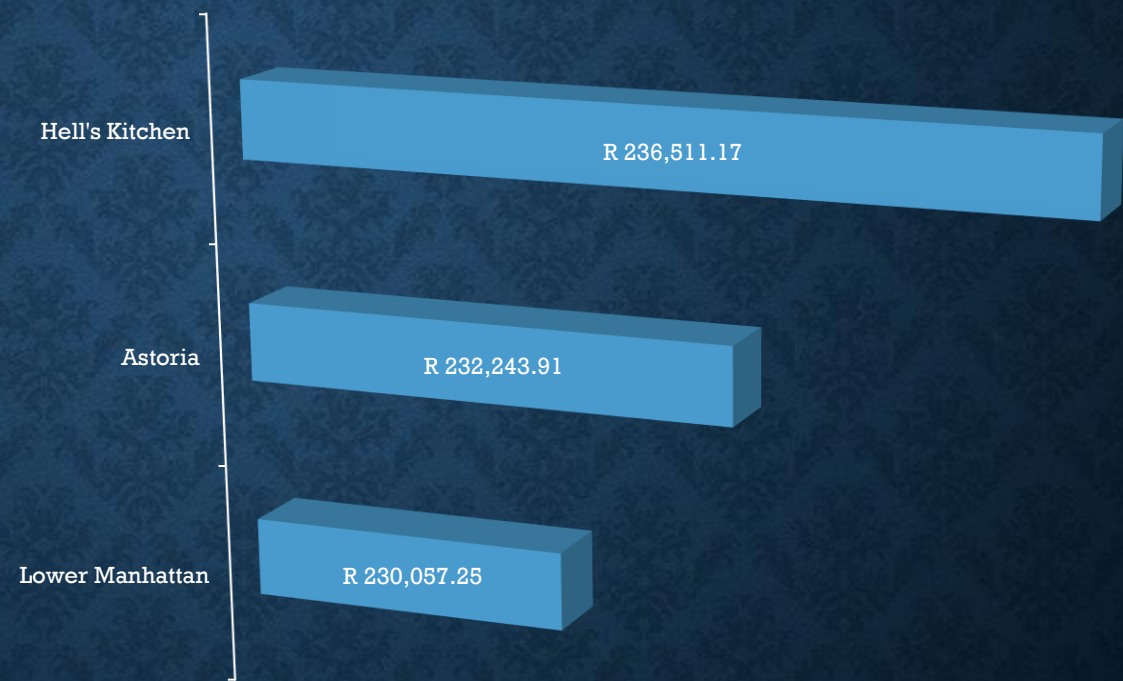 Hell's Kitchen
R 236,511.17
Astoria
R 232,243.91
Lower Manhattan
R 230,057.25